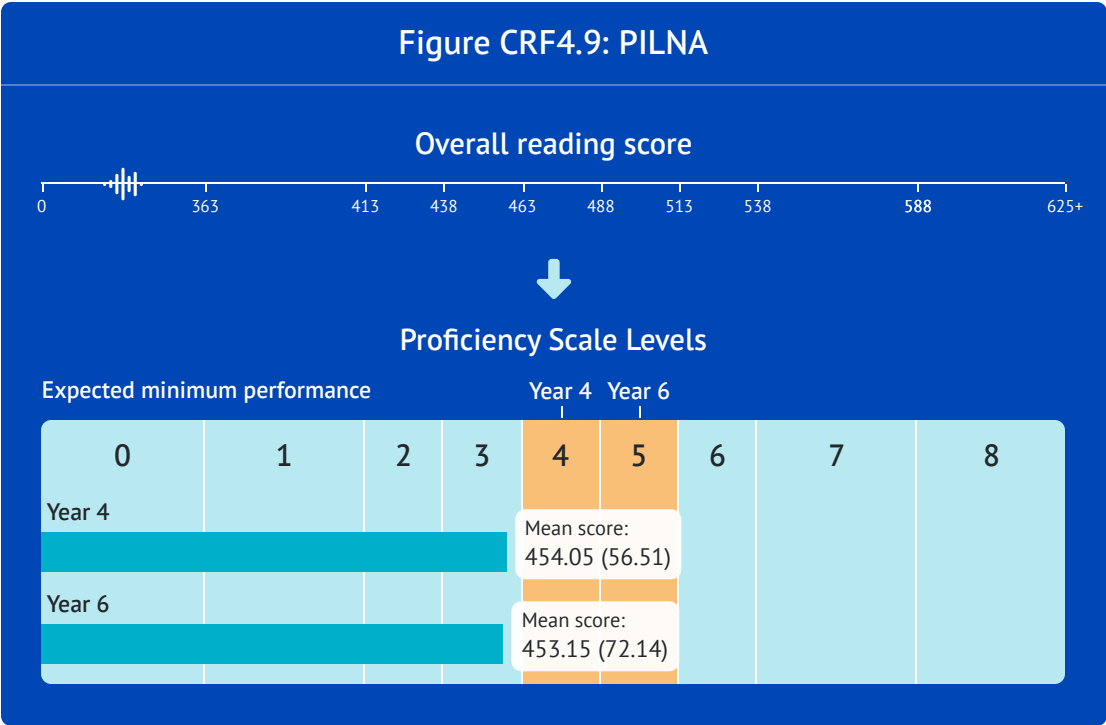 Figure CRF4.9: PILNA
Overall reading score
0 363 413 438 463 488 513 538 588 625+
Proficiency Scale Levels
Expected minimum performance Year 4 Year 6
0 1 2 3 4 5 6 7 8
Year 4
Mean score:
454.05 (56.51)
Year 6
Mean score:
453.15 (72.14)